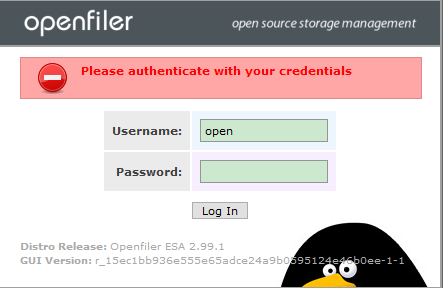 openfiler
open source storage management
Please authenticate with your credentials
Username: open
Password:
Log In
Distro Release: Openfiler ESA 2.99.1
GUI Version: r_15ec1bb936e555e65adce24a9b0595124e46b0ee-1-1